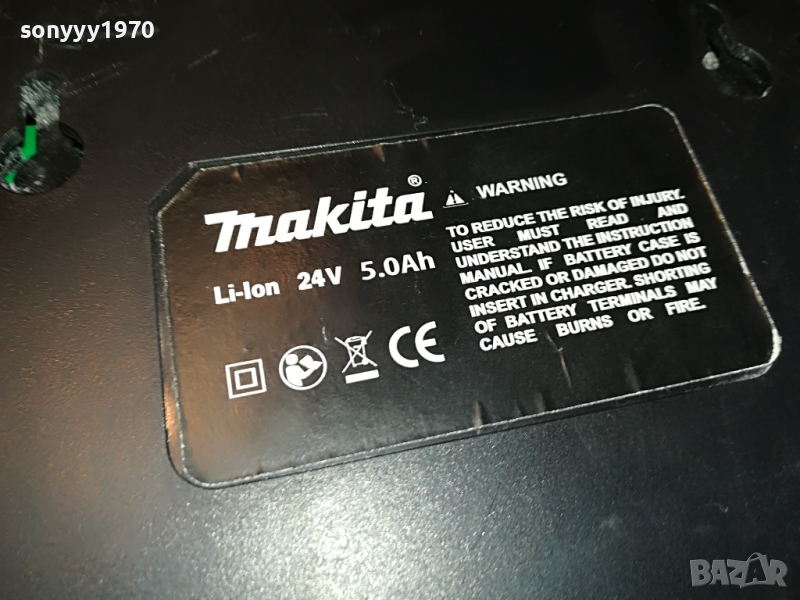 sonyyy1970
makita®
Li-Ion 24V 5.0Ah
CE
WARNING
TO REDUCE THE RISK OF INJURY.
USER MUST READ AND
UNDERSTAND THE INSTRUCTION
MANUAL. IF BATTERY CASE IS
CRACKED OR DAMAGED DO NOT
INSERT IN CHARGER. SHORTING
OF BATTERY TERMINALS MAY
CAUSE BURNS OR FIRE.
BAZAR